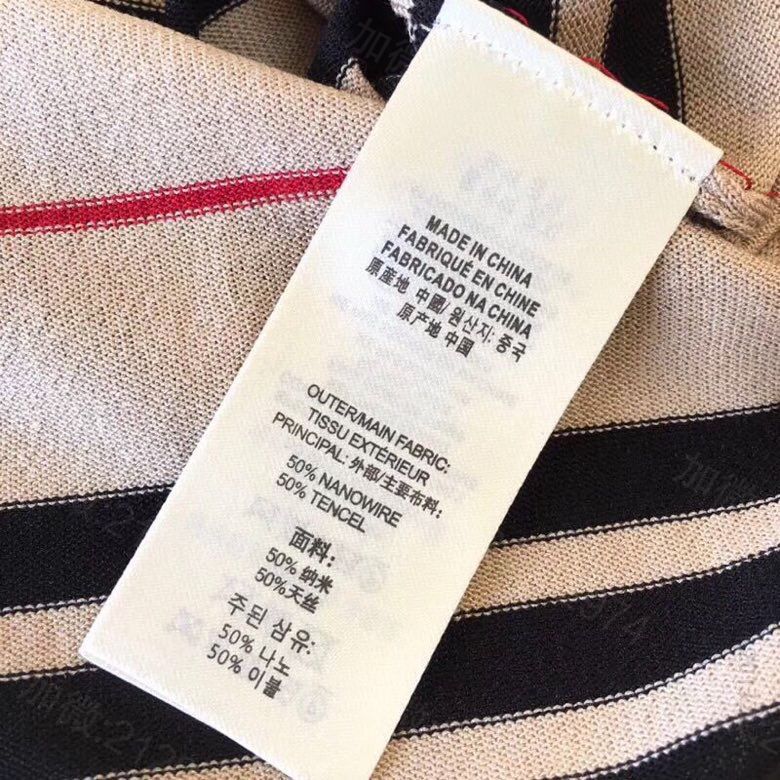 MADE IN CHINA
FABRIQUÉ EN CHINE
FABRICADO NA CHINA
原産地 中國/ 원산지: 중국
原产地 中国
OUTER/MAIN FABRIC:
TISSU EXTÉRIEUR
PRINCIPAL: 外部/主要布料:
50% NANOWIRE
50% TENCEL
面料:
50% 纳米
50%天丝
주된 삼유:
50% 나노
50% 이불